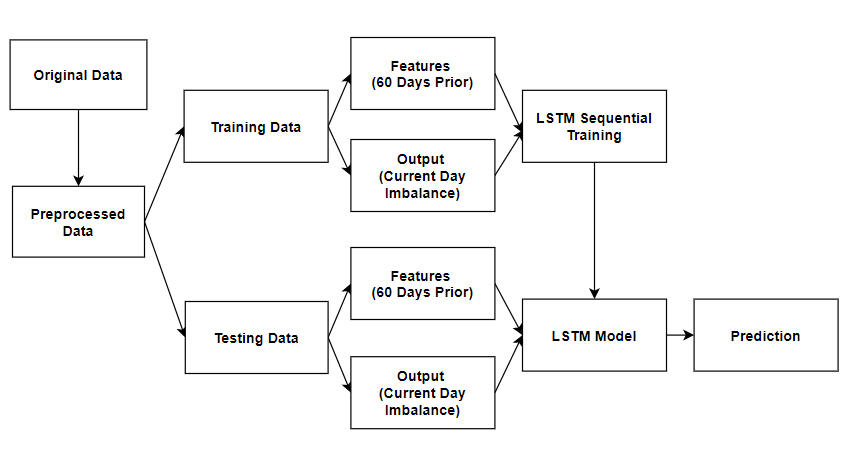 Original Data
Preprocessed
Data
Training Data
Features
(60 Days Prior)
Output
(Current Day
Imbalance)
LSTM Sequential
Training
Testing Data
Features
(60 Days Prior)
Output
(Current Day
Imbalance)
LSTM Model
Prediction